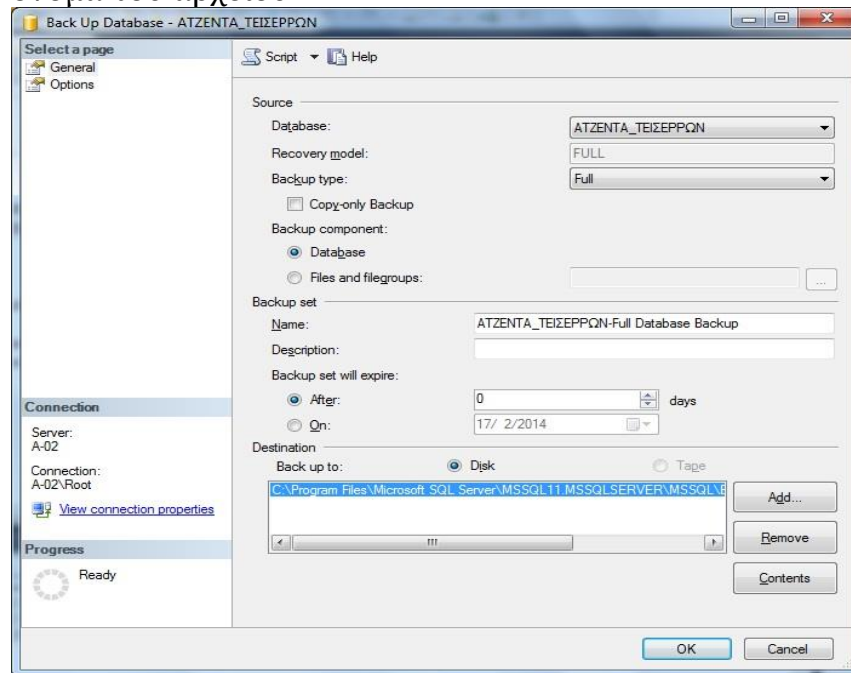 Back Up Database - ΑΤΖΕΝΤΑ_ΤΕΙΣΕΡΡΩΝ
Select a page
General
Options
Script
Help
Source
Database:
ΑΤΖΕΝΤΑ_ΤΕΙΣΕΡΡΩΝ
Recovery model:
FULL
Backup type:
Full
Copy-only Backup
Backup component:
Database
Files and filegroups:
...
Backup set
Name:
ΑΤΖΕΝΤΑ_ΤΕΙΣΕΡΡΩΝ-Full Database Backup
Description:
Backup set will expire:
After:
0
days
On:
17/ 2/2014
Destination
Back up to:
Disk
Tape
C:\Program Files\Microsoft SQL Server\MSSQL11.MSSQLSERVER\MSSQL\
Add...
Remove
Contents
Connection
Server:
A-02
Connection:
A-02\Root
View connection properties
Progress
Ready
OK
Cancel